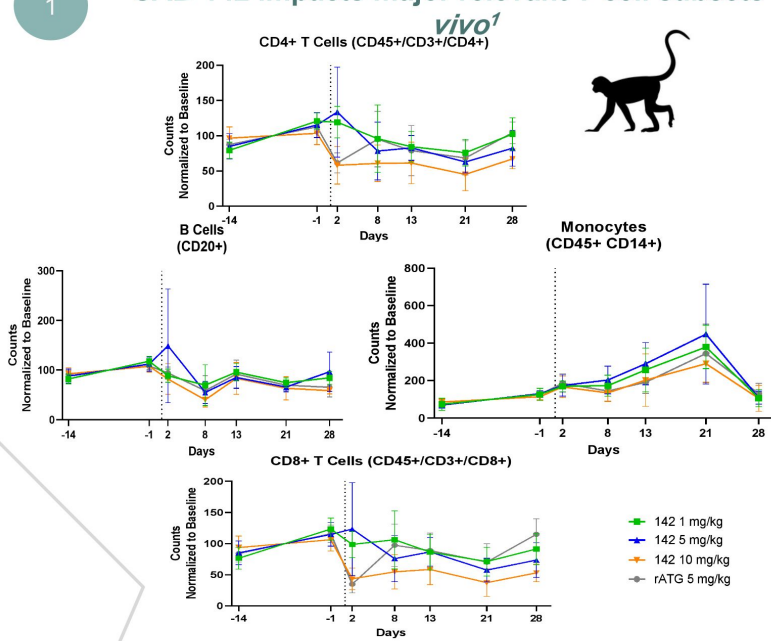 1
vivo1
CD4+ T Cells (CD45+/CD3+/CD4+)
Counts
Normalized to Baseline
200
150
100
50
0
-14
-1
2
8
13
21
28
Days
B Cells
(CD20+)
Counts
Normalized to Baseline
300
200
100
0
-14
-1
2
8
13
21
28
Days
Monocytes
(CD45+ CD14+)
Counts
Normalized to Baseline
800
600
400
200
0
-14
-1
2
8
13
21
28
Days
CD8+ T Cells (CD45+/CD3+/CD8+)
Counts
Normalized to Baseline
200
150
100
50
0
-14
-1
2
8
13
21
28
Days
142 1 mg/kg
142 5 mg/kg
142 10 mg/kg
rATG 5 mg/kg